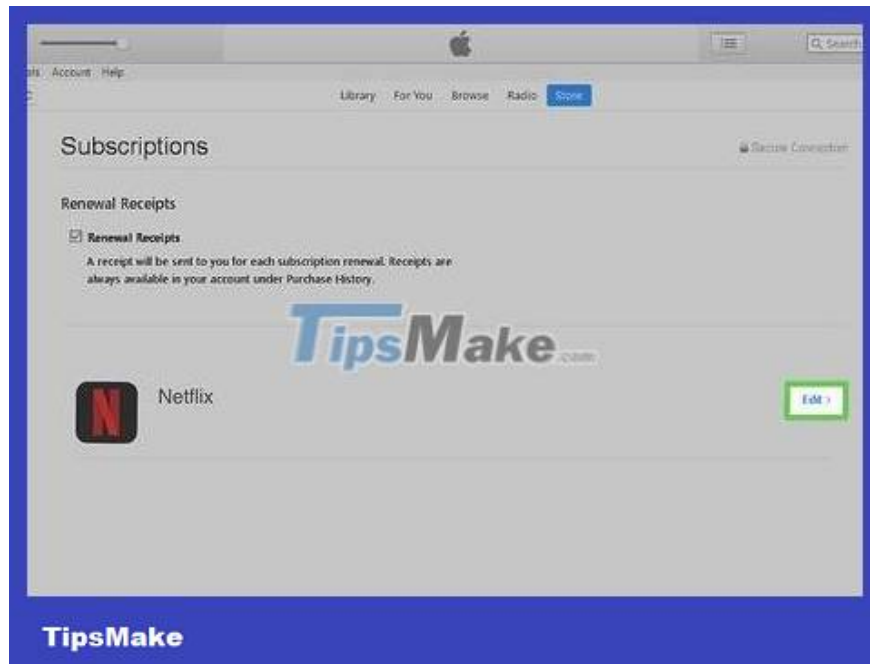 Search
Account Help
Library For You Browse Radio Store
Subscriptions
Secure Connection
Renewal Receipts
Renewal Receipts
A receipt will be sent to you for each subscription renewal. Receipts are
always available in your account under Purchase History.
TipsMake.com
N
Netflix
Edit >
TipsMake